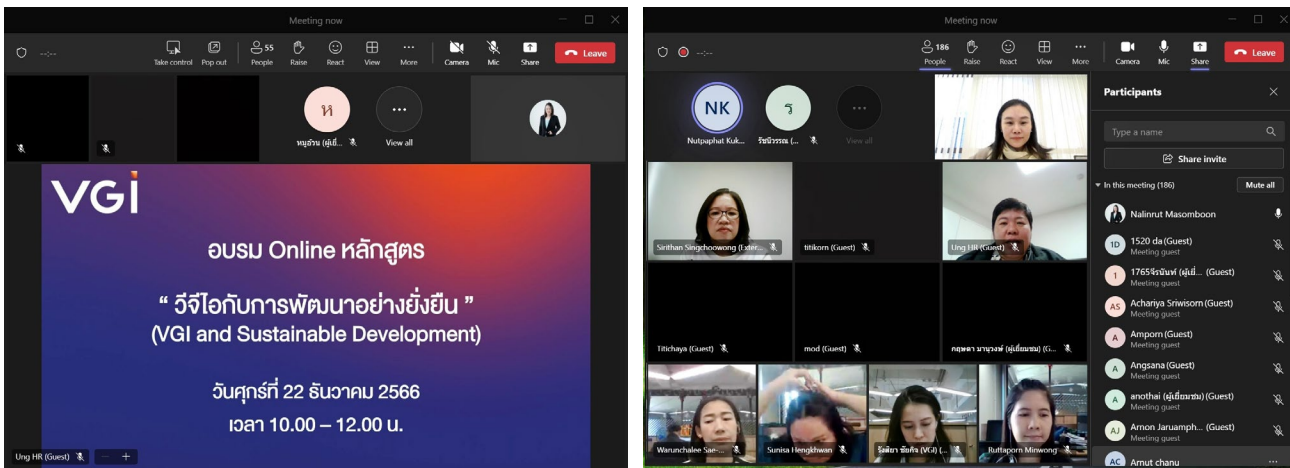 Meeting now
--:--
Take control
Pop out
55
People
Raise
React
View
More
Camera
Mic
Share
Leave
ห
หมูอ้วน (ผู้เยี่...
...
View all
VGI
อบรม Online หลักสูตร
“ วีจีไอกับการพัฒนาอย่างยั่งยืน ”
(VGI and Sustainable Development)
วันศุกร์ที่ 22 ธันวาคม 2566
เวลา 10.00 – 12.00 น.
Ung HR (Guest)
Meeting now
--:--
186
People
Raise
React
View
More
Camera
Mic
Share
Leave
NK
Nutpaphat Kuk...
ร
รัชนีวรรณ (...
...
View all
Sirithan Singchoowong (Exter...
titikorn (Guest)
Ung HR (Guest)
Titichaya (Guest)
mod (Guest)
กฤษดา มานุวงษ์ (ผู้เยี่ยมชม) (G...
Warunchalee Sae-...
Sunisa Hengkhwan
รังสิยา ชัยกิจ (VGI) (...
Ruttaporn Minwong
Participants
Type a name
Share invite
In this meeting (186)
Mute all
Nalinrut Masomboon
1D
1520 da(Guest)
Meeting guest
1
1765จีรนันท์ (ผู้เยี่... (Guest)
Meeting guest
AS
Achariya Sriwisorn (Guest)
Meeting guest
A
Amporn (Guest)
Meeting guest
A
Angsana (Guest)
Meeting guest
A
anothai (ผู้เยี่ยมชม) (Guest)
Meeting guest
AJ
Arnon Jaruamph... (Guest)
Meeting guest
AC
Arnut chanu